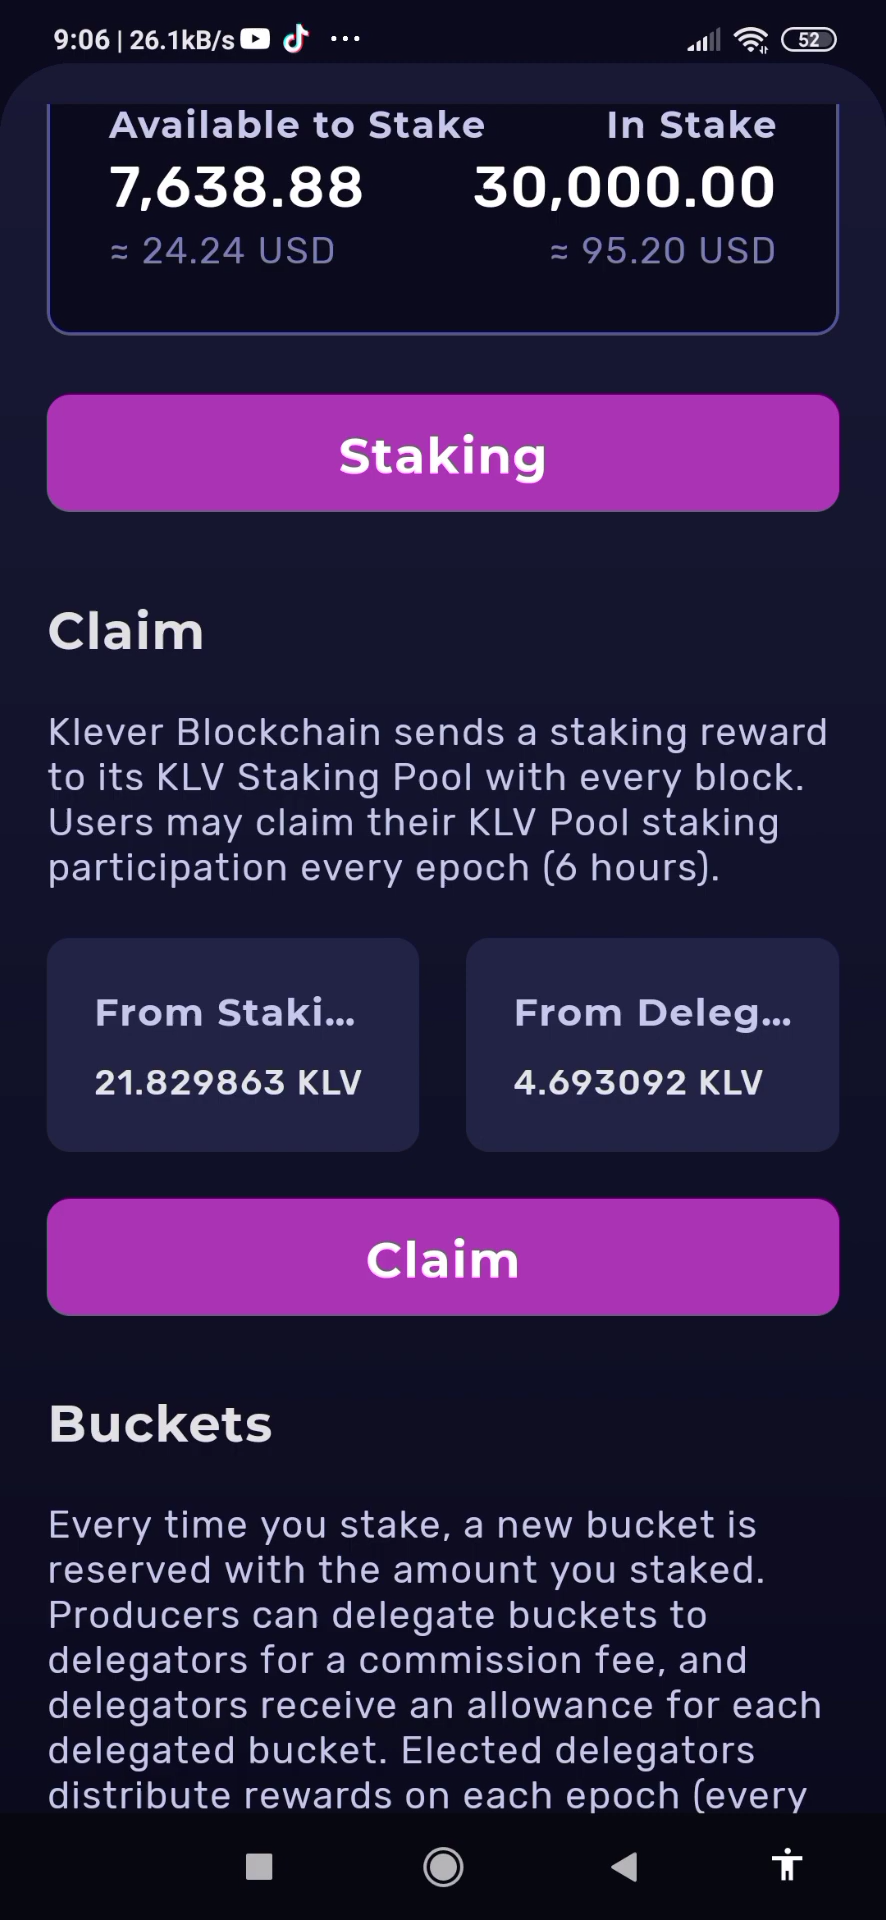 9:06 | 26.1kB/s ... 52
Available to Stake In Stake
7,638.88 30,000.00
≈ 24.24 USD ≈ 95.20 USD
Staking
Claim
Klever Blockchain sends a staking reward
to its KLV Staking Pool with every block.
Users may claim their KLV Pool staking
participation every epoch (6 hours).
From Staki... From Deleg...
21.829863 KLV 4.693092 KLV
Claim
Buckets
Every time you stake, a new bucket is
reserved with the amount you staked.
Producers can delegate buckets to
delegators for a commission fee, and
delegators receive an allowance for each
delegated bucket. Elected delegators
distribute rewards on each epoch (every